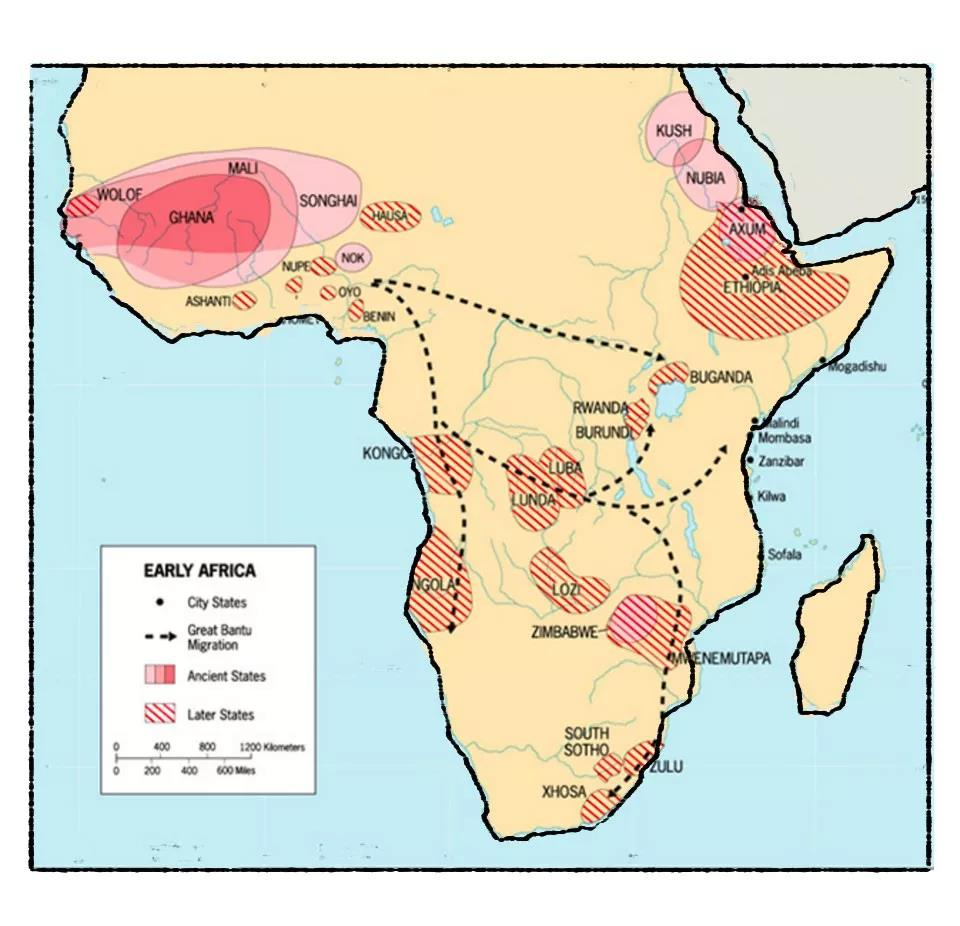 KUSH
NUBIA
MALI
WOLOF
SONGHAI
GHANA
HAUSA
AXUM
NOK
NUPE
Adis Abeba
ETHIOPIA
OYO
ASHANTI
BENIN
Mogadishu
BUGANDA
RWANDA
BURUNDI
Malindi
Mombasa
KONGO
Zanzibar
LUBA
LUNDA
Kilwa
Sofala
NGOLA
LOZI
ZIMBABWE
MWENEMUTAPA
SOUTH
SOTHO
ZULU
XHOSA
EARLY AFRICA
City States
Great Bantu
Migration
Ancient States
Later States
0 400 800 1200 Kilometers
0 200 400 600 Miles